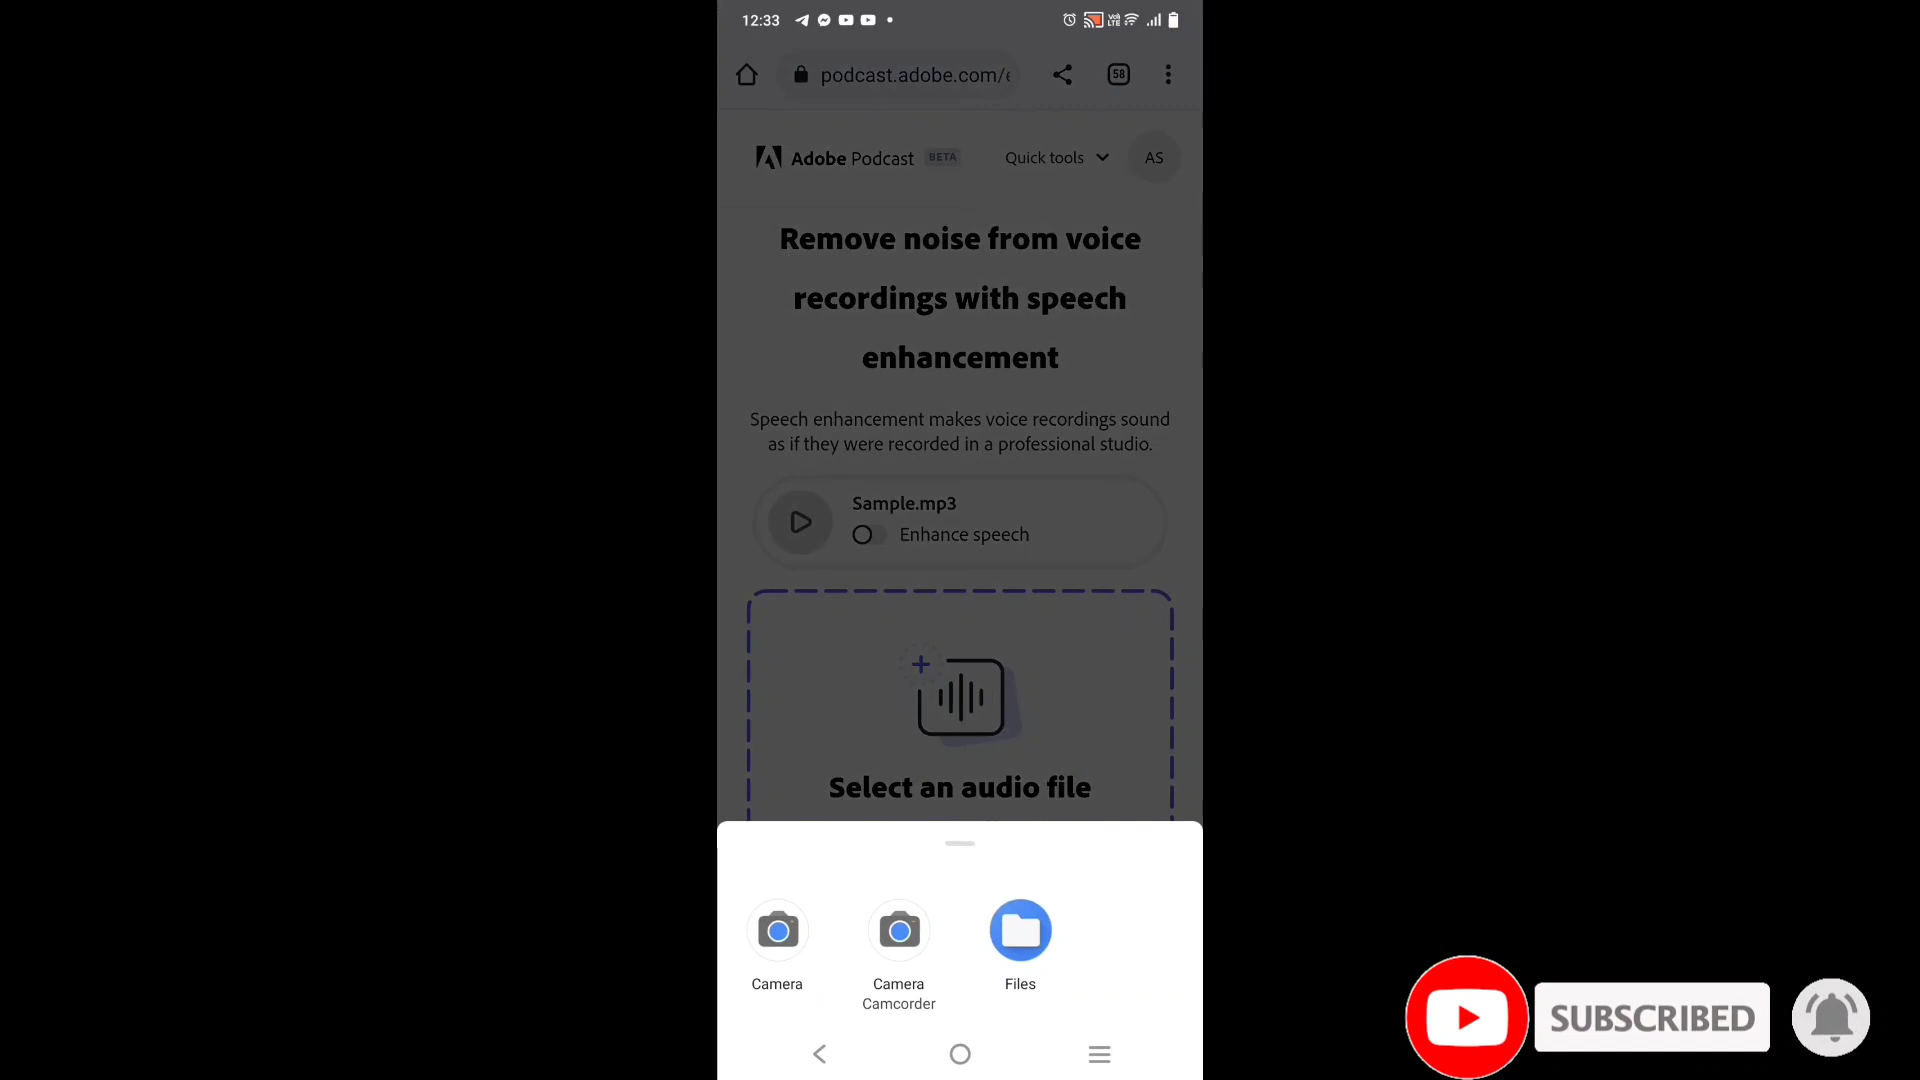 12:33
Vo) LTE
podcast.adobe.com/
58
Adobe Podcast BETA
Quick tools
AS
Remove noise from voice
recordings with speech
enhancement
Speech enhancement makes voice recordings sound
as if they were recorded in a professional studio.
Sample.mp3
Enhance speech
Select an audio file
Camera
Camera
Camcorder
Files
SUBSCRIBED